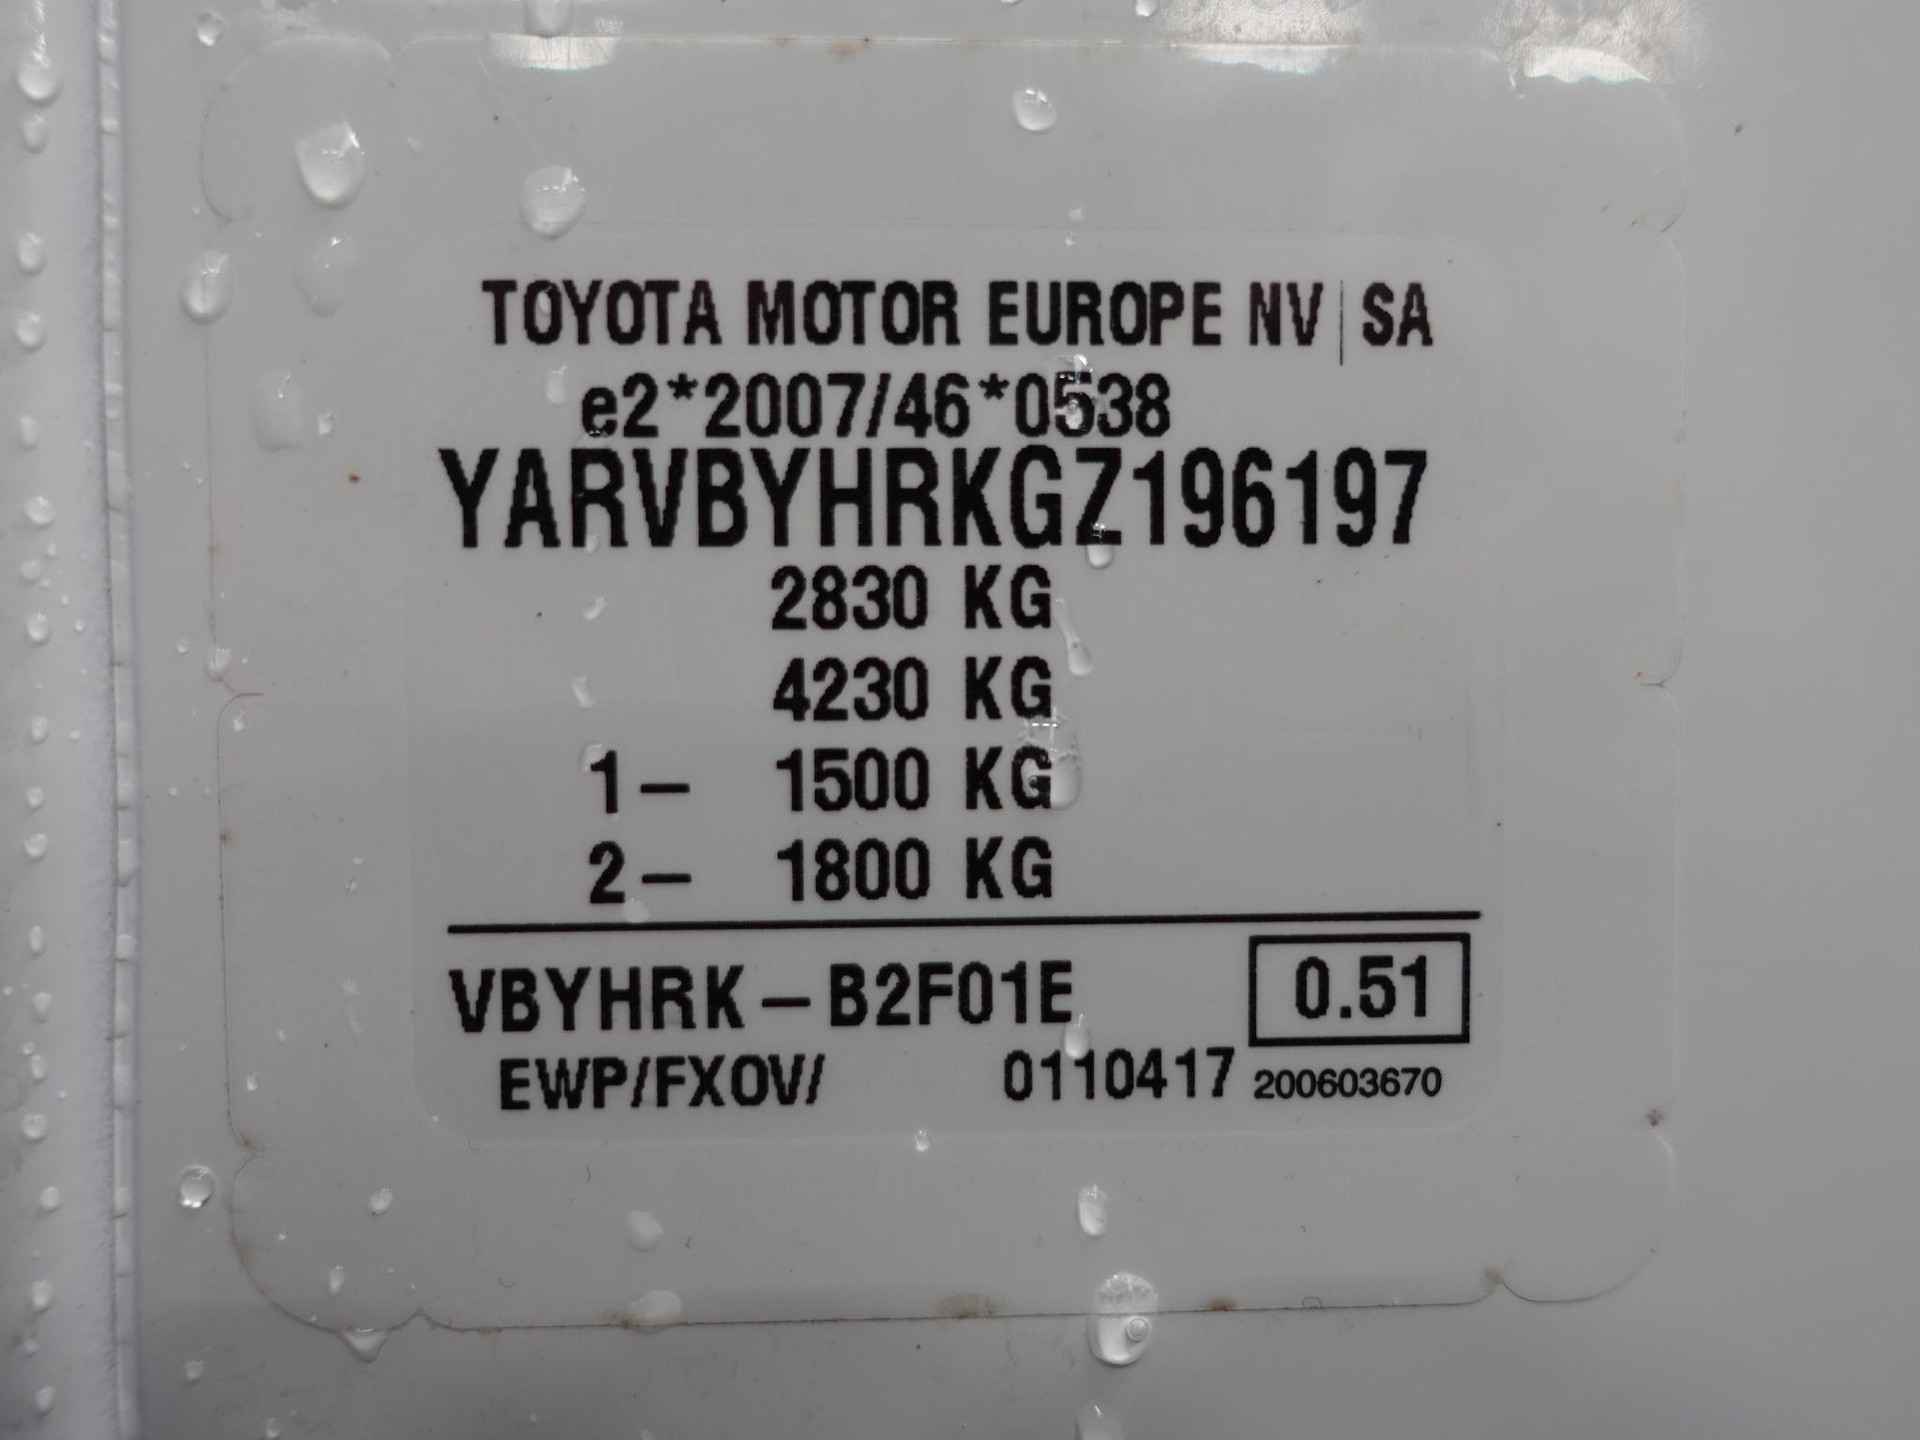 TOYOTA MOTOR EUROPE NV | SA
e2*2007/46*0538
YARVBYHRKGZ196197
2830 KG
4230 KG
1– 1500 KG
2– 1800 KG
VBYHRK–B2F01E 0.51
EWP/FXOV/ 0110417 200603670